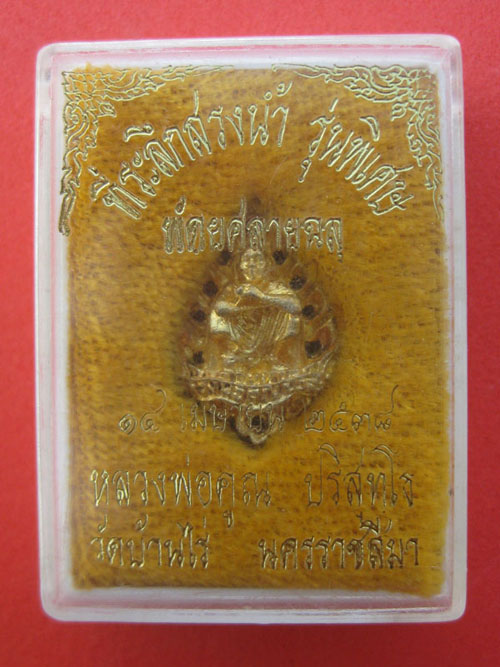 ที่ระลึกสรงน้ำ รุ่นพิเศษ
พัดยศลายฉลุ
๑๔ เมษายน ๒๕๓๘
หลวงพ่อคูณ ปริสุทโธ
วัดบ้านไร่ นครราชสีมา